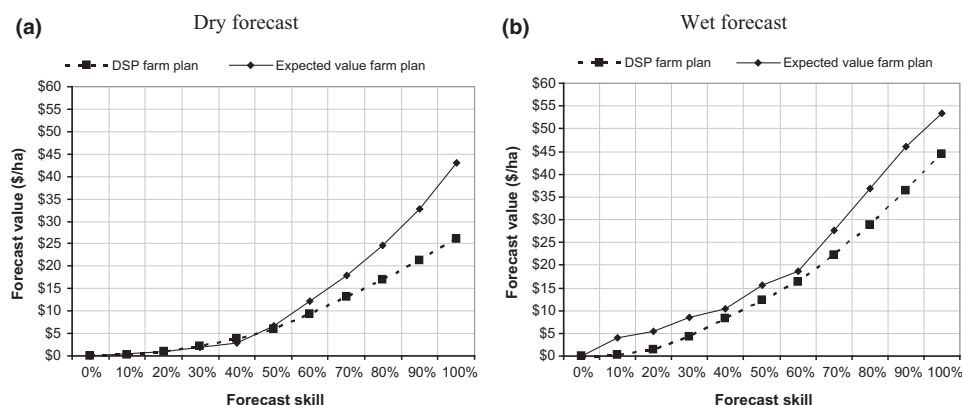 (a) Dry forecast
DSP farm plan Expected value farm plan
$60
$55
$50
$45
$40
$35
$30
$25
$20
$15
$10
$5
$0
Forecast value ($/ha)
0% 10% 20% 30% 40% 50% 60% 70% 80% 90% 100%
Forecast skill
(b) Wet forecast
DSP farm plan Expected value farm plan
$60
$55
$50
$45
$40
$35
$30
$25
$20
$15
$10
$5
$0
Forecast value ($/ha)
0% 10% 20% 30% 40% 50% 60% 70% 80% 90% 100%
Forecast skill